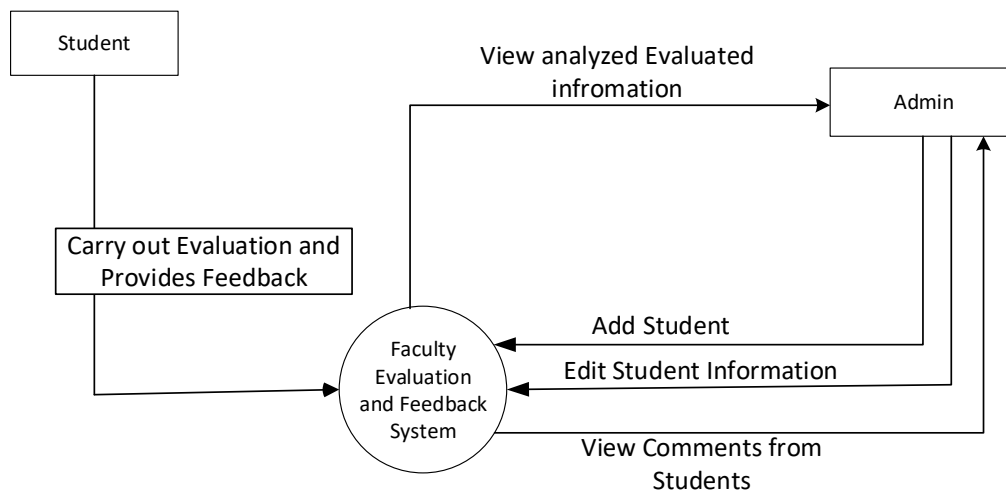 Student
View analyzed Evaluated
infromation
Admin
Carry out Evaluation and
Provides Feedback
Add Student
Faculty
Evaluation
and Feedback
System
Edit Student Information
View Comments from
Students